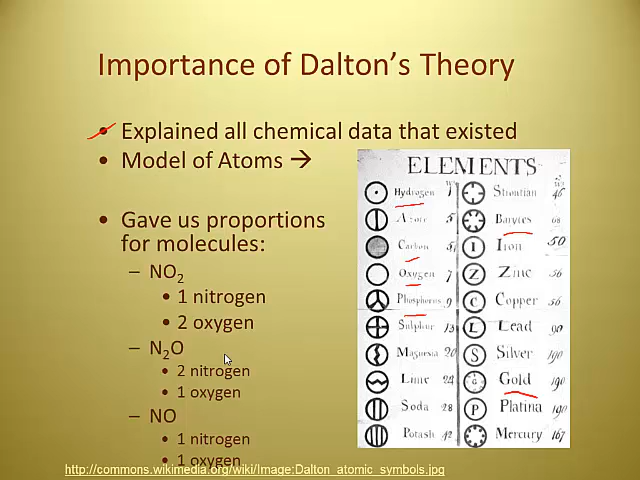 Importance of Dalton's Theory
• Explained all chemical data that existed
• Model of Atoms →
• Gave us proportions
for molecules:
– NO₂
• 1 nitrogen
• 2 oxygen
– N₂O
• 2 nitrogen
• 1 oxygen
– NO
• 1 nitrogen
• 1 oxygen
http://commons.wikimedia.org/wiki/Image:Dalton_atomic_symbols.jpg
ELEMENTS
Hydrogen 1
Azote 5
Carbon 5
Oxygen 7
Phosphorus 9
Sulphur 13
Magnesia 20
Lime 24
Soda 28
Potash 42
Strontian 46
Barytes 68
I Iron 50
Z Zinc 56
C Copper 56
L Lead 90
S Silver 190
G Gold 190
P Platina 190
Mercury 167